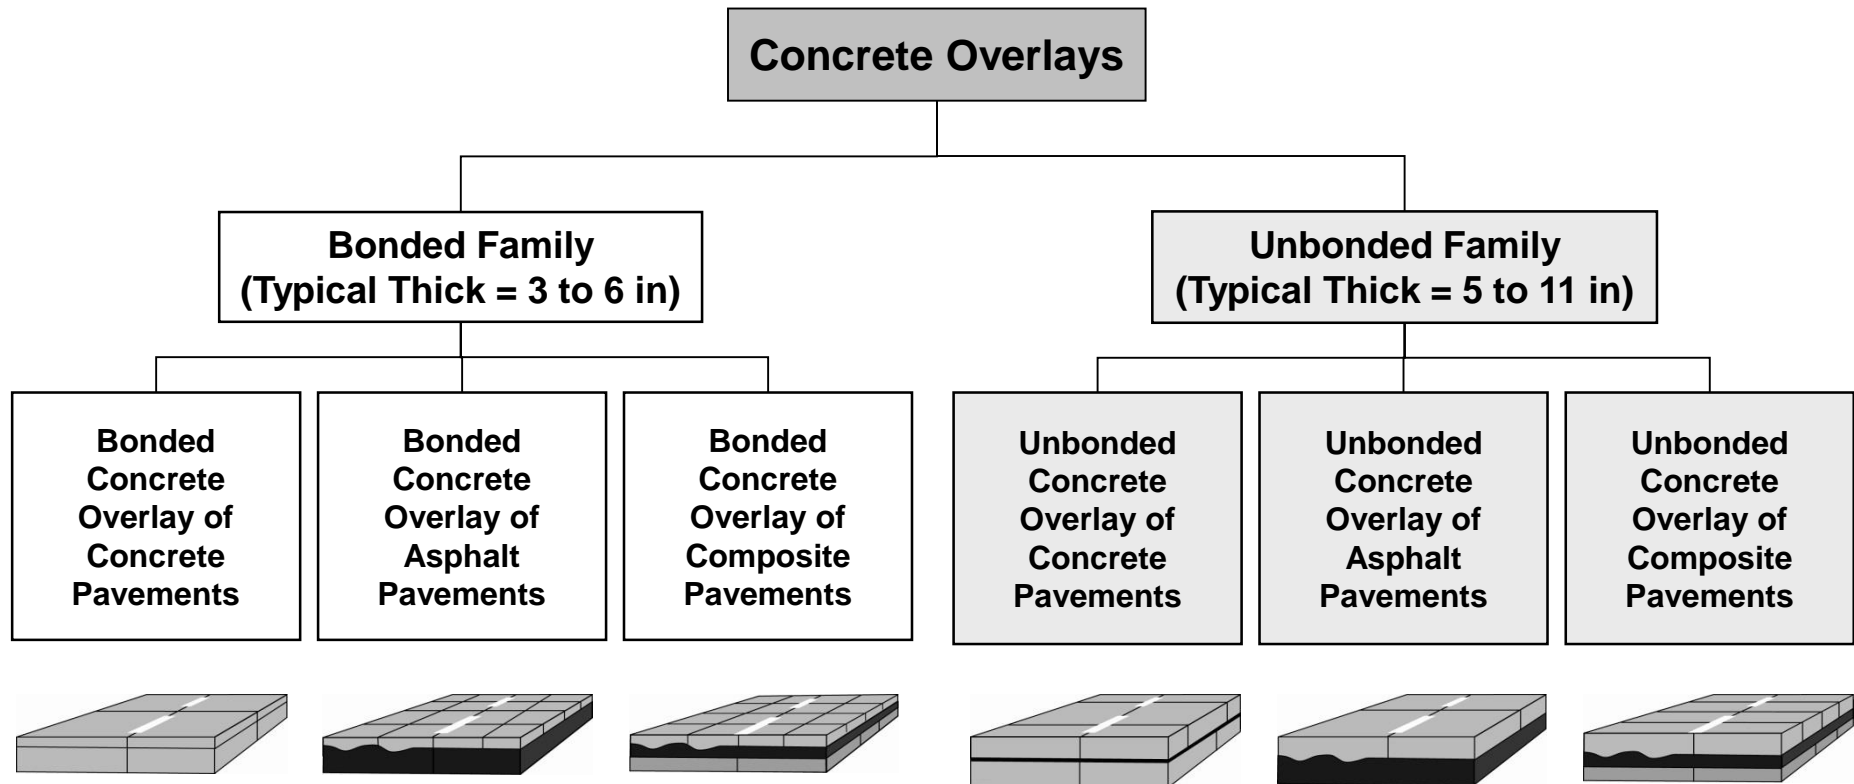 Concrete Overlays
Bonded Family
(Typical Thick = 3 to 6 in)
Unbonded Family
(Typical Thick = 5 to 11 in)
Bonded
Concrete
Overlay of
Concrete
Pavements
Bonded
Concrete
Overlay of
Asphalt
Pavements
Bonded
Concrete
Overlay of
Composite
Pavements
Unbonded
Concrete
Overlay of
Concrete
Pavements
Unbonded
Concrete
Overlay of
Asphalt
Pavements
Unbonded
Concrete
Overlay of
Composite
Pavements